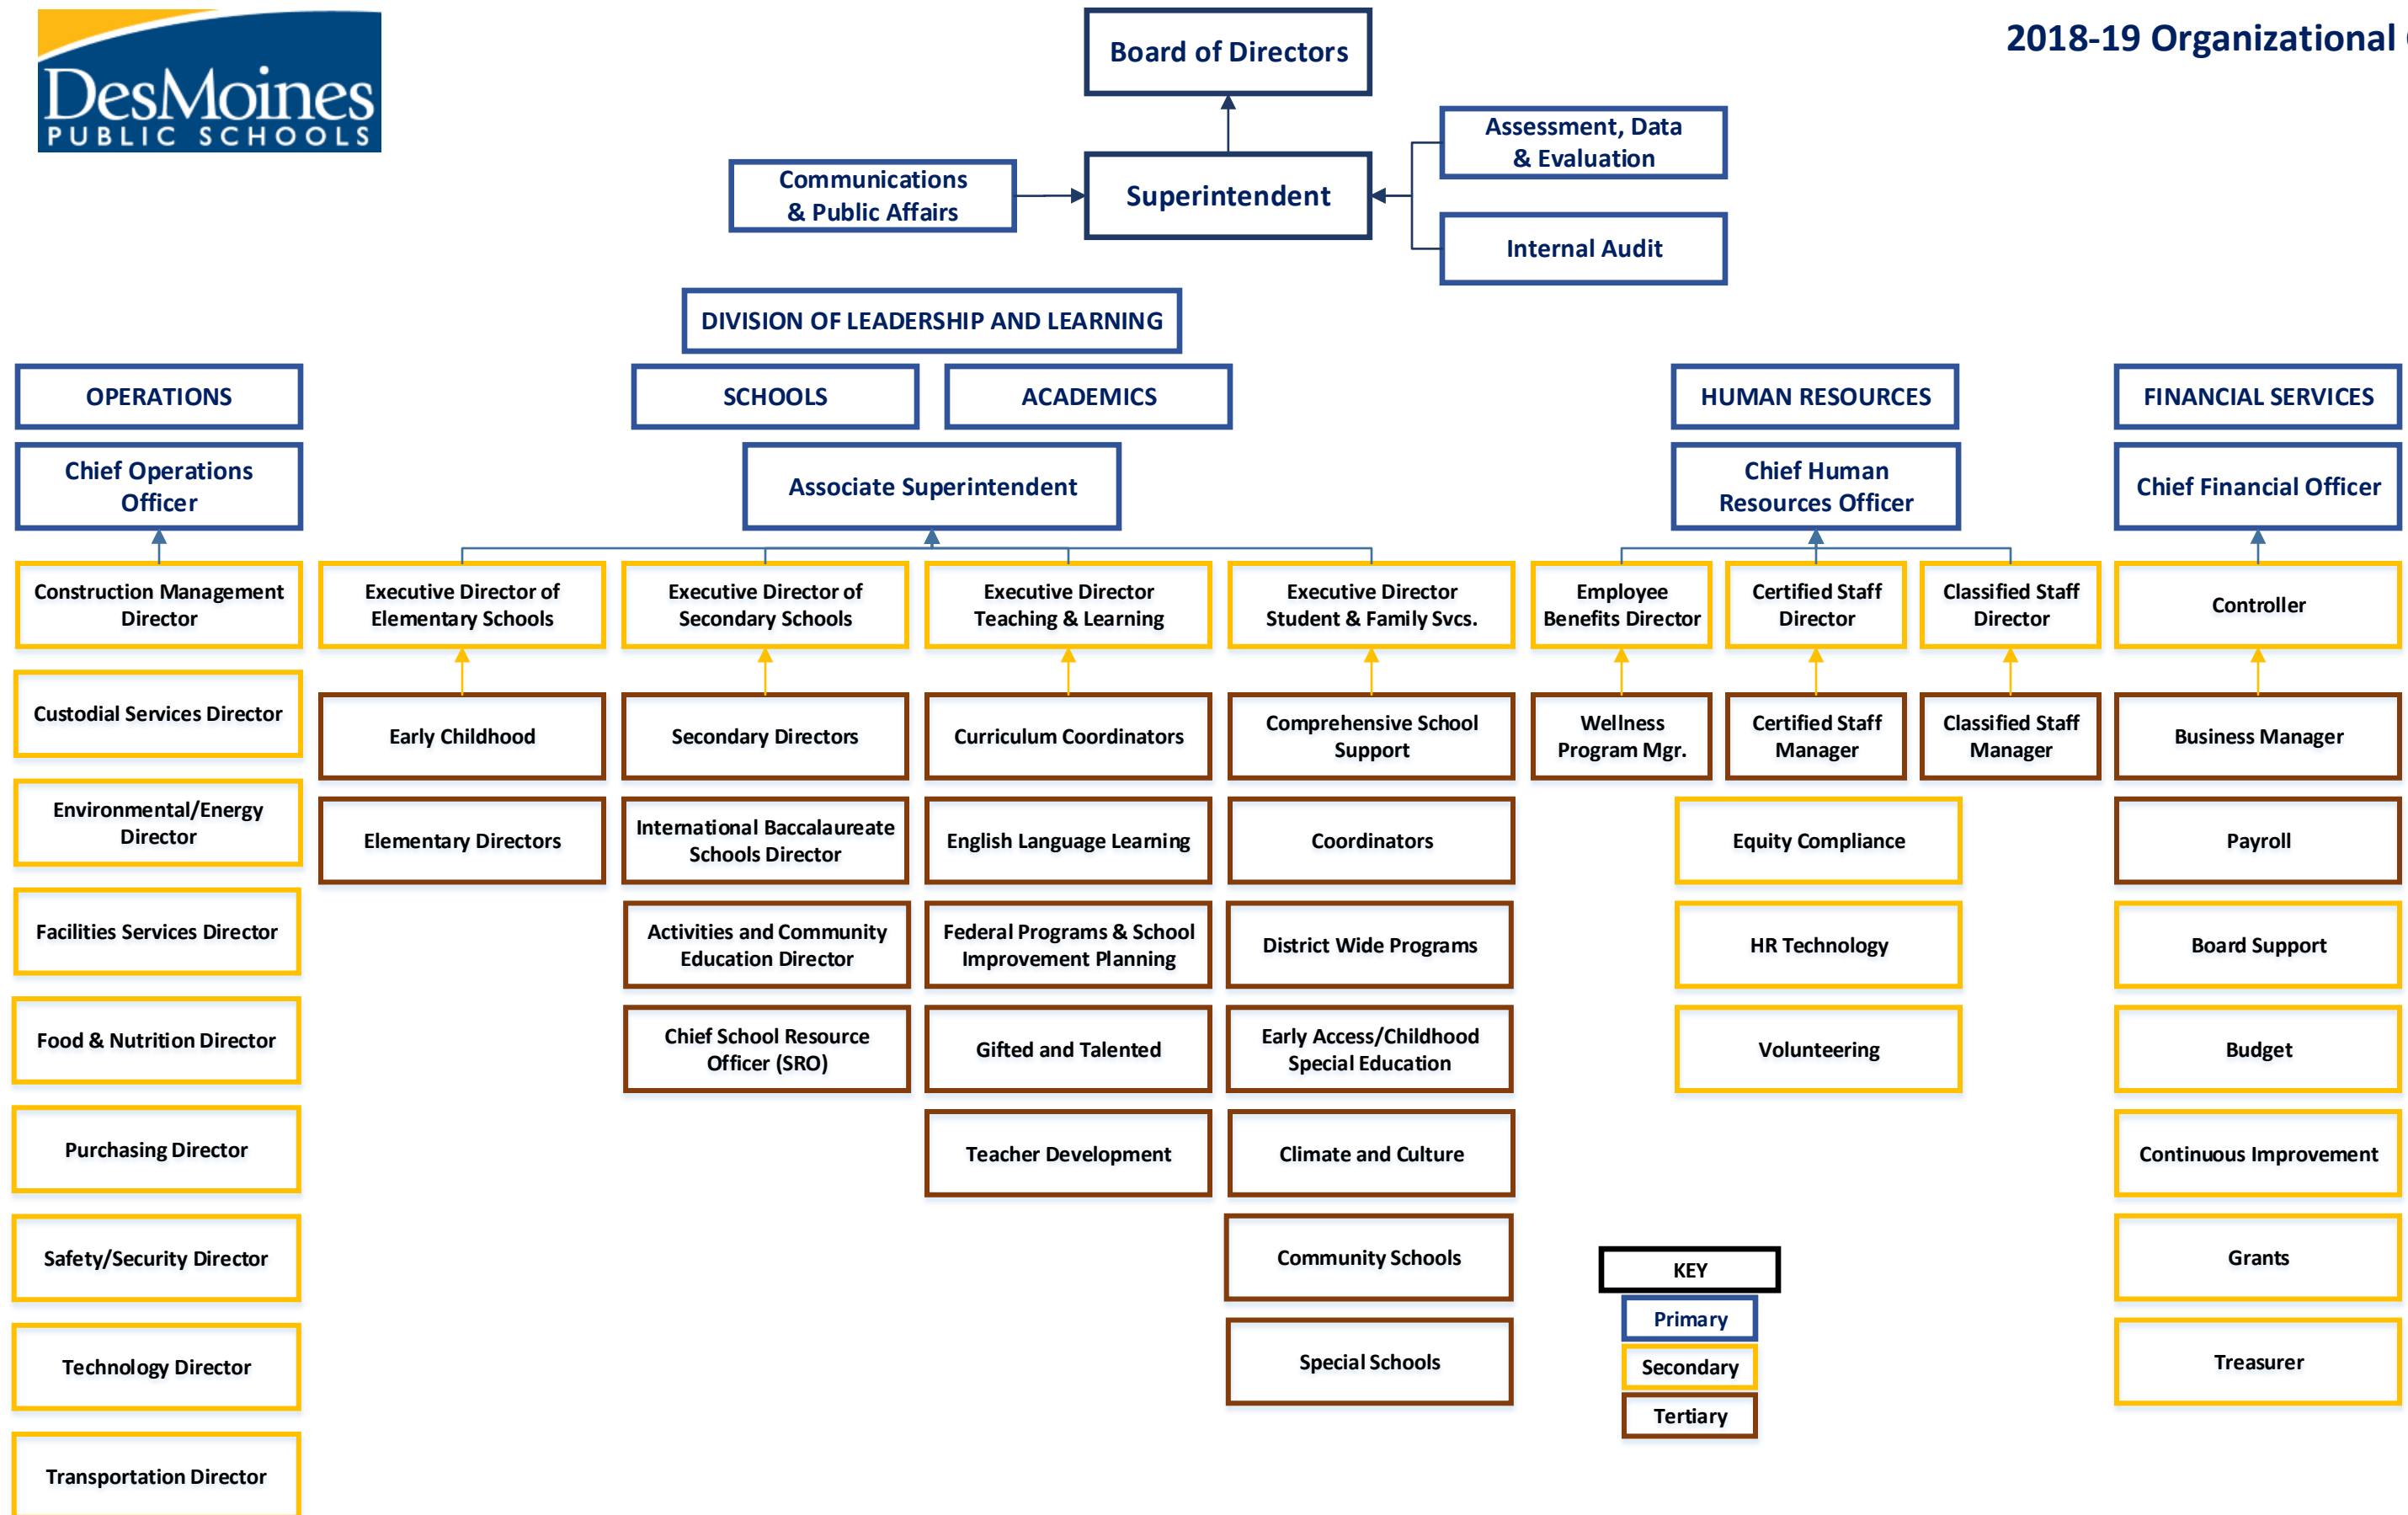 DesMoines
PUBLIC SCHOOLS
2018-19 Organizational
Board of Directors
Communications
& Public Affairs
Superintendent
Assessment, Data
& Evaluation
Internal Audit
DIVISION OF LEADERSHIP AND LEARNING
OPERATIONS
SCHOOLS
ACADEMICS
HUMAN RESOURCES
FINANCIAL SERVICES
Chief Operations
Officer
Associate Superintendent
Chief Human
Resources Officer
Chief Financial Officer
Construction Management
Director
Executive Director of
Elementary Schools
Executive Director of
Secondary Schools
Executive Director
Teaching & Learning
Executive Director
Student & Family Svcs.
Employee
Benefits Director
Certified Staff
Director
Classified Staff
Director
Controller
Custodial Services Director
Early Childhood
Secondary Directors
Curriculum Coordinators
Comprehensive School
Support
Wellness
Program Mgr.
Certified Staff
Manager
Classified Staff
Manager
Business Manager
Environmental/Energy
Director
Elementary Directors
International Baccalaureate
Schools Director
English Language Learning
Coordinators
Equity Compliance
Payroll
Facilities Services Director
Activities and Community
Education Director
Federal Programs & School
Improvement Planning
District Wide Programs
HR Technology
Board Support
Food & Nutrition Director
Chief School Resource
Officer (SRO)
Gifted and Talented
Early Access/Childhood
Special Education
Volunteering
Budget
Purchasing Director
Teacher Development
Climate and Culture
Continuous Improvement
Safety/Security Director
Community Schools
Grants
Technology Director
Special Schools
Treasurer
Transportation Director
KEY
Primary
Secondary
Tertiary